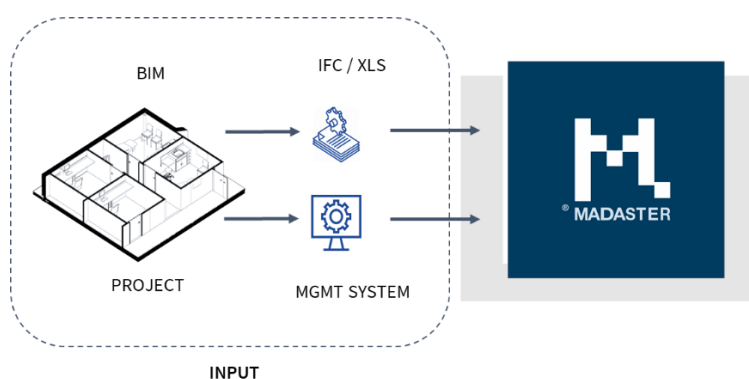 BIM
IFC / XLS
PROJECT
MGMT SYSTEM
® MADASTER
INPUT